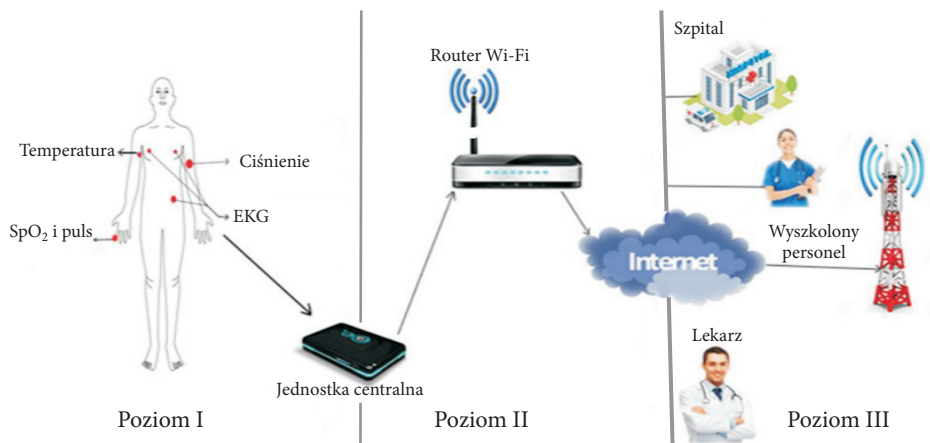 Temperatura
Ciśnienie
EKG
SpO₂ i puls
Jednostka centralna
Poziom I
Router Wi-Fi
Internet
Poziom II
Szpital
Wyszkolony
personel
Lekarz
Poziom III